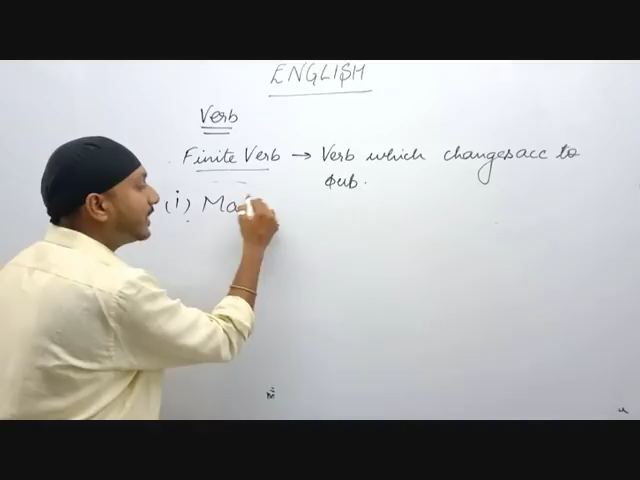 ENGLISH
Verb
Finite Verb → Verb which changes acc to
sub.
(i) Ma